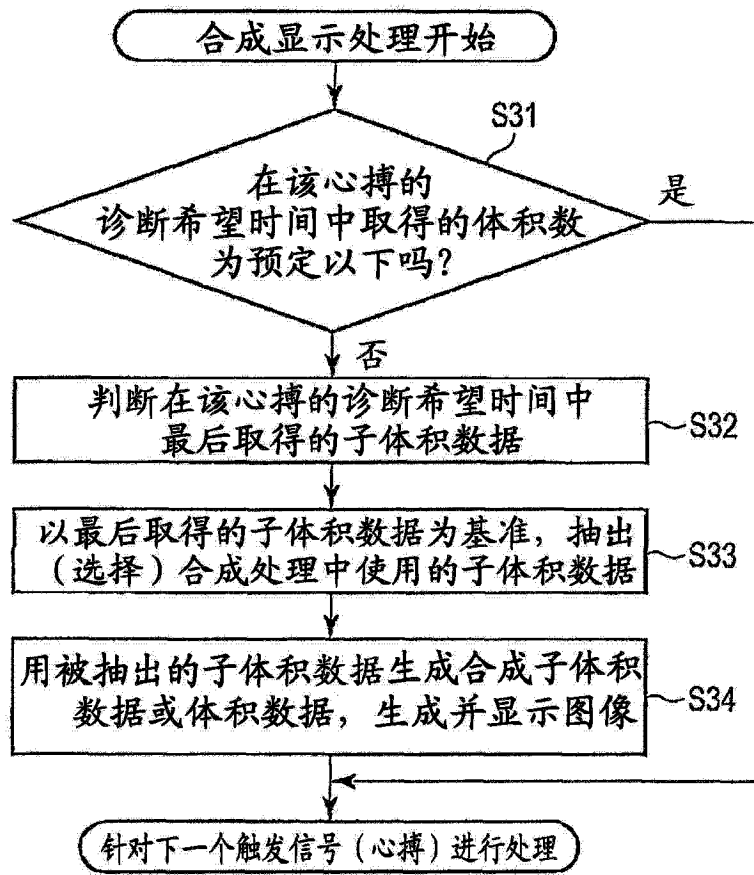 合成显示处理开始
S31
在该心搏的
诊断希望时间中取得的体积数
为预定以下吗？
是
否
判断在该心搏的诊断希望时间中
最后取得的子体积数据
S32
以最后取得的子体积数据为基准，抽出
（选择）合成处理中使用的子体积数据
S33
用被抽出的子体积数据生成合成子体积
数据或体积数据，生成并显示图像
S34
针对下一个触发信号（心搏）进行处理